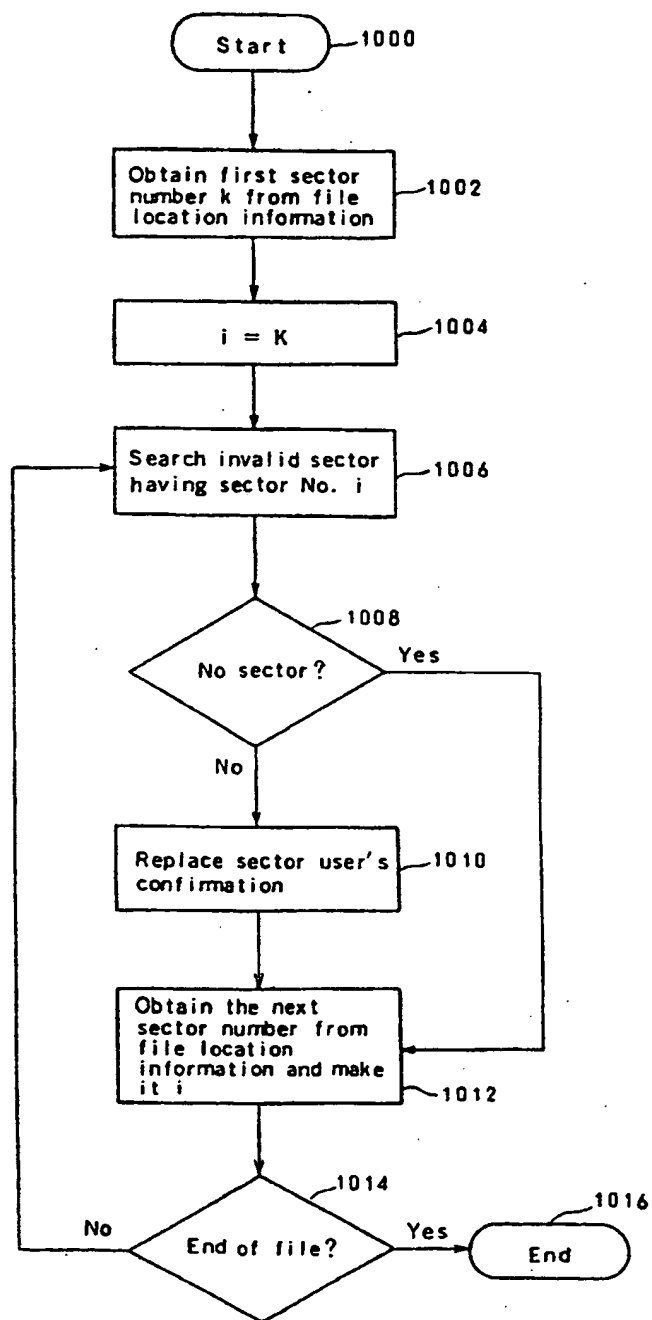 Start
1000
Obtain first sector
number k from file
location information
1002
i = K
1004
Search invalid sector
having sector No. i
1006
1008
No sector?
Yes
No
Replace sector user's
confirmation
1010
Obtain the next
sector number from
file location
information and make
it i
1012
1014
End of file?
No
Yes
1016
End